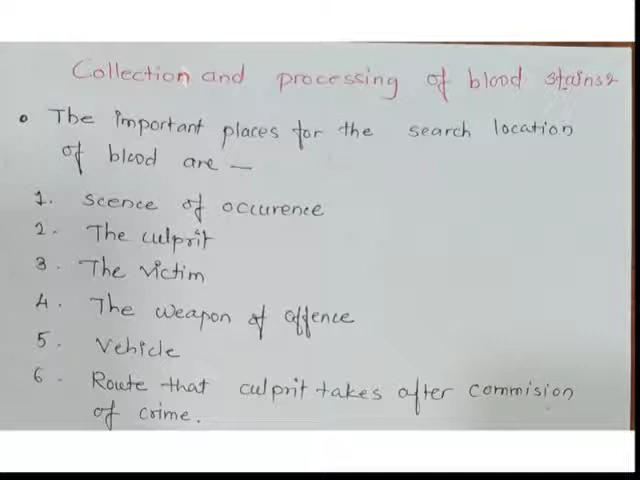 Collection and processing of blood stains
• The important places for the search location
of blood are —
1. Scence of occurence
2. The culprit
3. The victim
4. The weapon of offence
5. Vehicle
6. Route that culprit takes after commision
of crime.